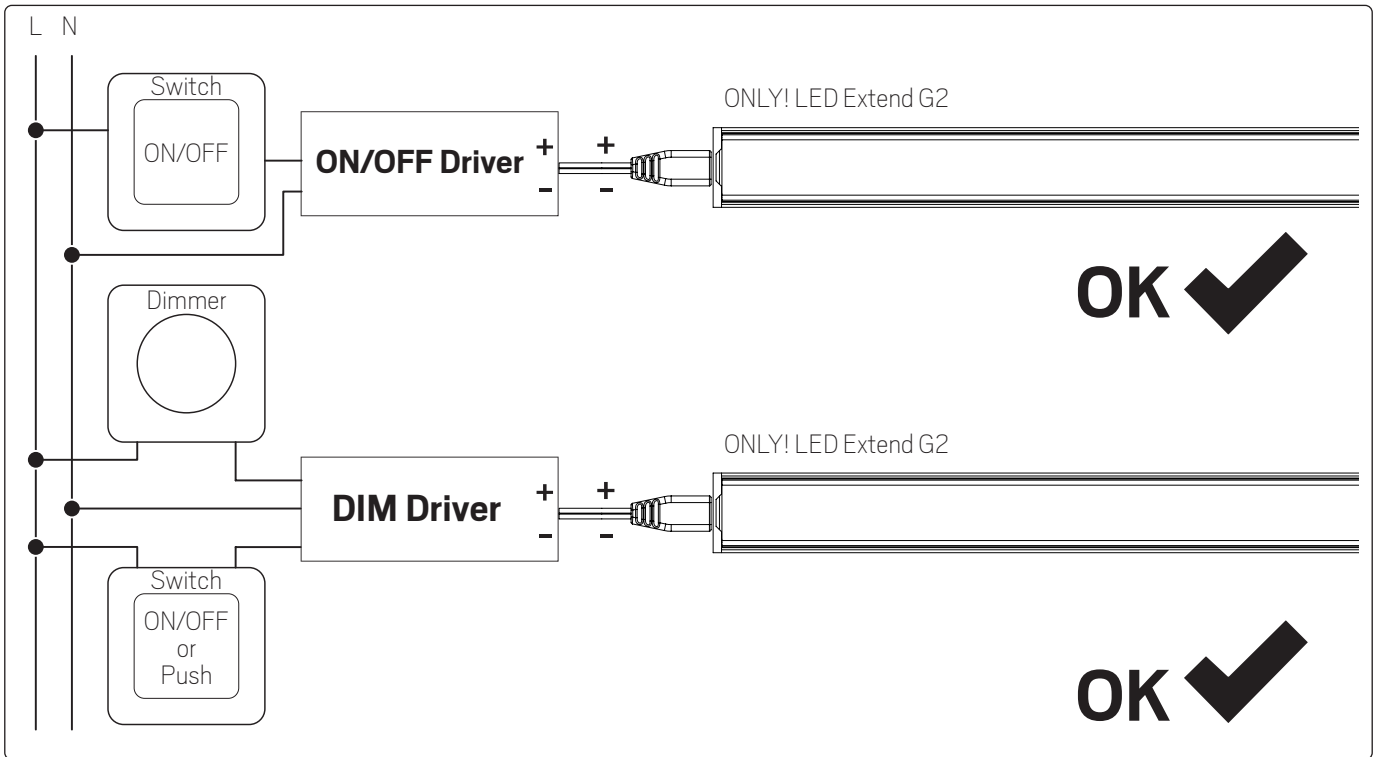 L N
Switch
ON/OFF
ON/OFF Driver
+
-
+
-
ONLY! LED Extend G2
OK
Dimmer
DIM Driver
+
-
+
-
ONLY! LED Extend G2
Switch
ON/OFF
or
Push
OK